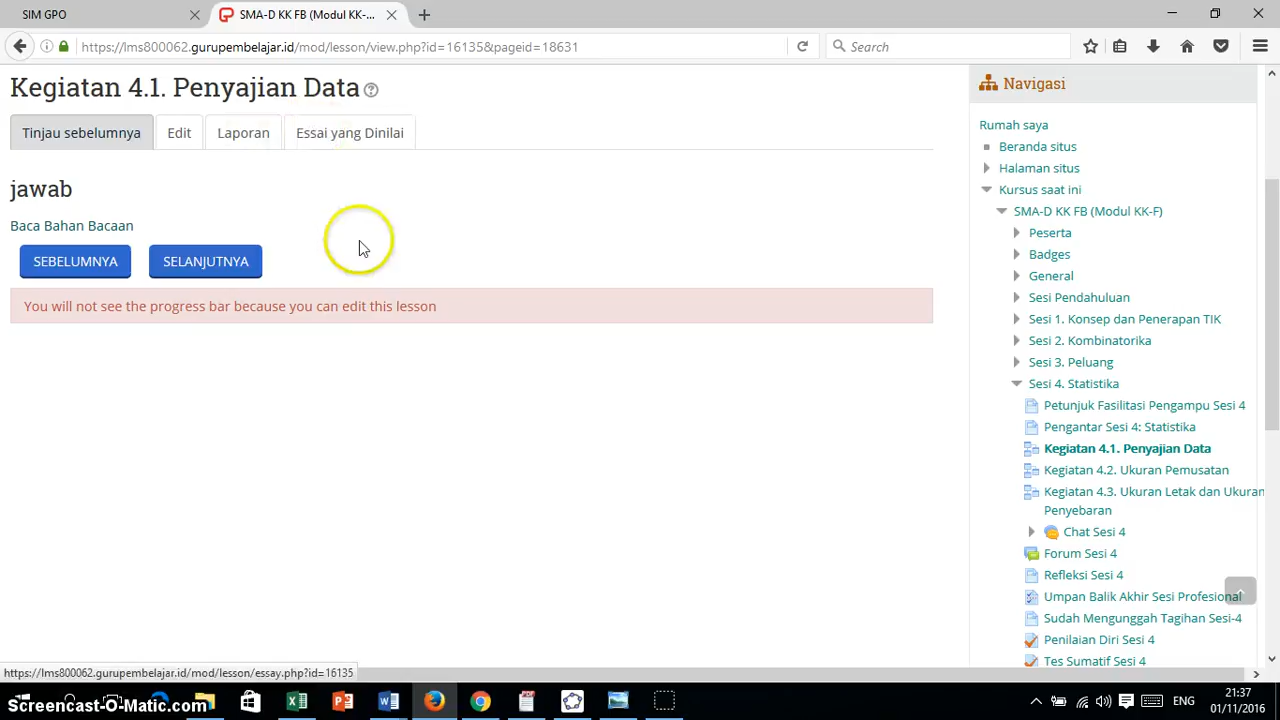 SIM GPO
SMA-D KK FB (Modul KK-...
https://lms800062.gurupembelajar.id/mod/lesson/view.php?id=16135&pageid=18631
Search
Kegiatan 4.1. Penyajian Data
Tinjau sebelumnya
Edit
Laporan
Essai yang Dinilai
jawab
Baca Bahan Bacaan
SEBELUMNYA
SELANJUTNYA
You will not see the progress bar because you can edit this lesson
Navigasi
Rumah saya
Beranda situs
Halaman situs
Kursus saat ini
SMA-D KK FB (Modul KK-F)
Peserta
Badges
General
Sesi Pendahuluan
Sesi 1. Konsep dan Penerapan TIK
Sesi 2. Kombinatorika
Sesi 3. Peluang
Sesi 4. Statistika
Petunjuk Fasilitasi Pengampu Sesi 4
Pengantar Sesi 4: Statistika
Kegiatan 4.1. Penyajian Data
Kegiatan 4.2. Ukuran Pemusatan
Kegiatan 4.3. Ukuran Letak dan Ukuran
Penyebaran
Chat Sesi 4
Forum Sesi 4
Refleksi Sesi 4
Umpan Balik Akhir Sesi Profesional
Sudah Mengunggah Tagihan Sesi-4
Penilaian Diri Sesi 4
Tes Sumatif Sesi 4
https://lms800062.gurupembelajar.id/mod/lesson/essay.php?id=16135
Screencast-O-Matic.com
ENG
21:37
01/11/2016